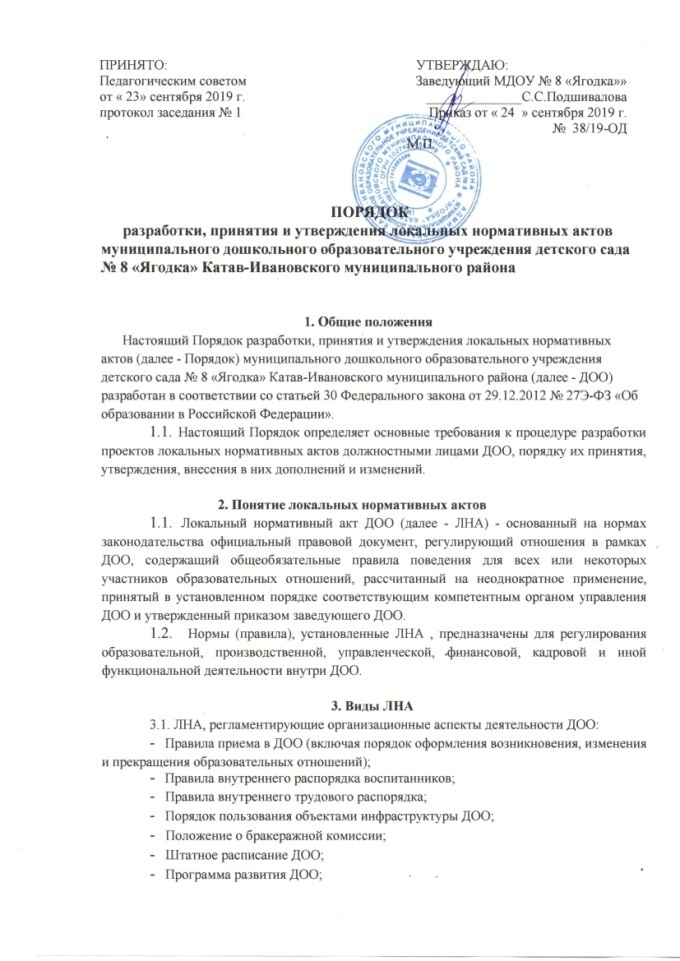 ПРИНЯТО:
Педагогическим советом
от « 23» сентября 2019 г.
протокол заседания № 1
УТВЕРЖДАЮ:
Заведующий МДОУ № 8 «Ягодка»»
______________С.С.Подшивалова
Приказ от « 24 » сентября 2019 г.
№ 38/19-ОД
М.П.
ПОРЯДОК
разработки, принятия и утверждения локальных нормативных актов
муниципального дошкольного образовательного учреждения детского сада
№ 8 «Ягодка» Катав-Ивановского муниципального района
1. Общие положения
Настоящий Порядок разработки, принятия и утверждения локальных нормативных
актов (далее - Порядок) муниципального дошкольного образовательного учреждения
детского сада № 8 «Ягодка» Катав-Ивановского муниципального района (далее - ДОО)
разработан в соответствии со статьей 30 Федерального закона от 29.12.2012 № 27Э-ФЗ «Об
образовании в Российской Федерации».
1.1. Настоящий Порядок определяет основные требования к процедуре разработки
проектов локальных нормативных актов должностными лицами ДОО, порядку их принятия,
утверждения, внесения в них дополнений и изменений.
2. Понятие локальных нормативных актов
1.1. Локальный нормативный акт ДОО (далее - ЛНА) - основанный на нормах
законодательства официальный правовой документ, регулирующий отношения в рамках
ДОО, содержащий общеобязательные правила поведения для всех или некоторых
участников образовательных отношений, рассчитанный на неоднократное применение,
принятый в установленном порядке соответствующим компетентным органом управления
ДОО и утвержденный приказом заведующего ДОО.
1.2. Нормы (правила), установленные ЛНА , предназначены для регулирования
образовательной, производственной, управленческой, финансовой, кадровой и иной
функциональной деятельности внутри ДОО.
3. Виды ЛНА
3.1. ЛНА, регламентирующие организационные аспекты деятельности ДОО:
- Правила приема в ДОО (включая порядок оформления возникновения, изменения
и прекращения образовательных отношений);
- Правила внутреннего распорядка воспитанников;
- Правила внутреннего трудового распорядка;
- Порядок пользования объектами инфраструктуры ДОО;
- Положение о бракеражной комиссии;
- Штатное расписание ДОО;
- Программа развития ДОО;